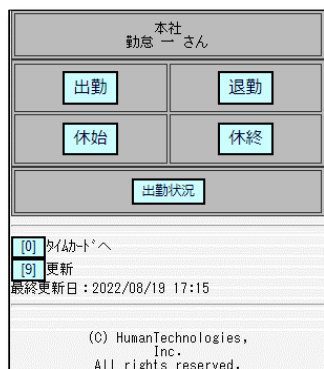 本社
勤怠 一 さん
出勤
退勤
休始
休終
出勤状況
[0] ﾀｲﾑｶｰﾄﾞへ
[9] 更新
最終更新日：2022/08/19 17:15
(C) HumanTechnologies,
Inc.
All rights reserved.